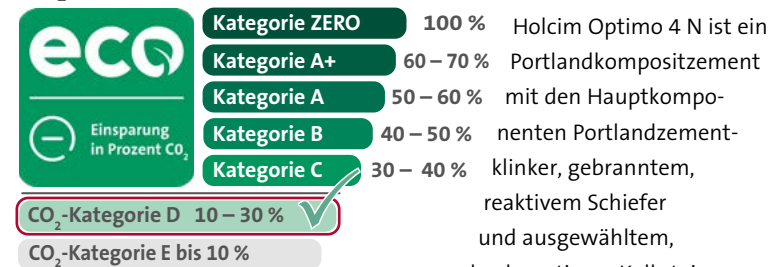 eco
Einsparung
in Prozent CO₂
Kategorie ZERO 100 %
Kategorie A+ 60 – 70 %
Kategorie A 50 – 60 %
Kategorie B 40 – 50 %
Kategorie C 30 – 40 %
CO₂-Kategorie D 10 – 30 %
CO₂-Kategorie E bis 10 %
Holcim Optimo 4 N ist ein
Portlandkompositzement
mit den Hauptkompo-
nenten Portlandzement-
klinker, gebranntem,
reaktivem Schiefer
und ausgewähltem,